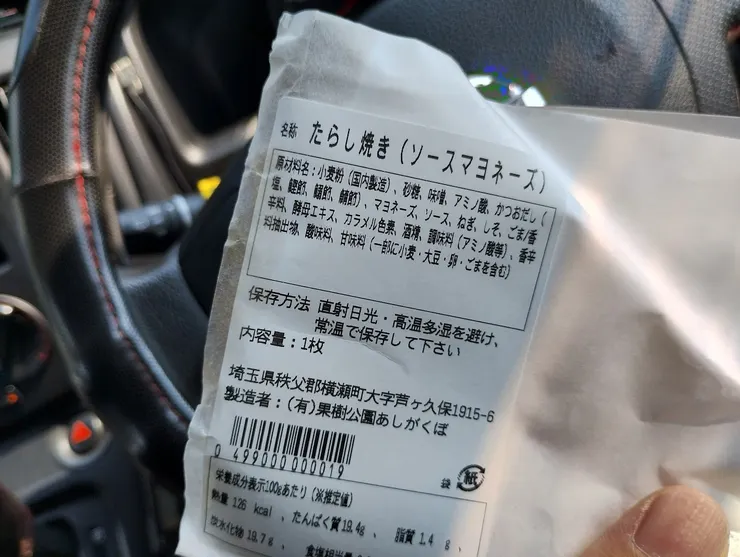 名称 たらし焼き(ソースマヨネーズ)
原材料名：小麦粉(国内製造)、砂糖、味噌、アミノ酸、かつおだし(
塩、鰹節、鯖節、鰯節)、マヨネーズ、ソース、ねぎ、しそ、ごま/香
辛料、酵母エキス、カラメル色素、酒精、調味料(アミノ酸等)、香辛
料抽出物、酸味料、甘味料(一部に小麦・大豆・卵・ごまを含む)
保存方法 直射日光・高温多湿を避け、
常温で保存して下さい
内容量：1枚
埼玉県秩父郡横瀬町大字芦ヶ久保1915-6
製造者：(有)果樹公園あしがくぼ
0 499000000019
袋 紙
栄養成分表示100gあたり(※推定値)
熱量 126 kcal 、たんぱく質 19.4g 、 脂質 1.4 g 、
炭水化物 19.7g 、 食塩相当量